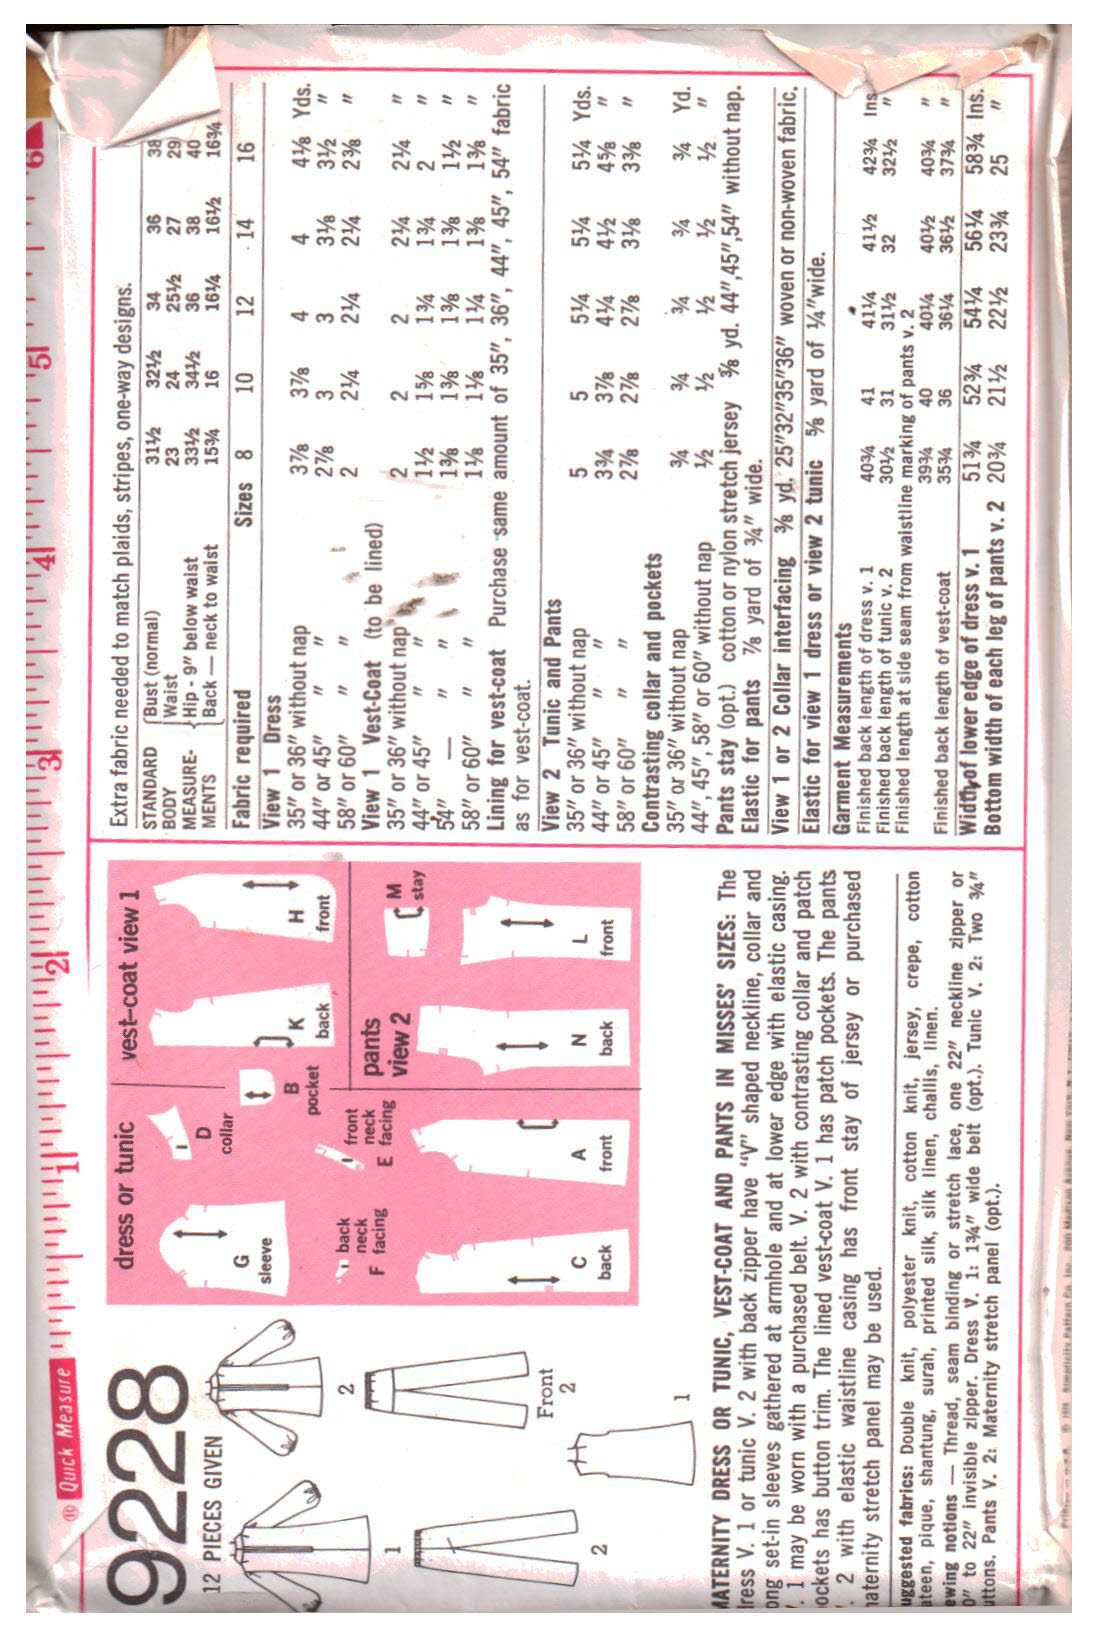 Quick Measure 1 2 3 4 5 6
9228
12 PIECES GIVEN
1
2
2
Front
2
1
dress or tunic
vest-coat view 1
G
sleeve
D
collar
B
pocket
K
back
H
front
F back neck facing
E front neck facing
C
back
A
front
pants
view 2
N
back
L
front
M
stay
MATERNITY DRESS OR TUNIC, VEST-COAT AND PANTS IN MISSES' SIZES: The
dress V. 1 or tunic V. 2 with back zipper have "V" shaped neckline, collar and
long set-in sleeves gathered at armhole and at lower edge with elastic casing.
V. 1 may be worn with a purchased belt. V. 2 with contrasting collar and patch
pockets has button trim. The lined vest-coat V. 1 has patch pockets. The pants
V. 2 with elastic waistline casing has front stay of jersey or purchased
maternity stretch panel may be used.
uggested fabrics: Double knit, polyester knit, cotton knit, jersey, crepe, cotton
ateen, pique, shantung, surah, printed silk, silk linen, challis, linen.
ewing notions — Thread, seam binding or stretch lace, one 22" neckline zipper or
0" to 22" invisible zipper. Dress V. 1: 1¾" wide belt (opt.). Tunic V. 2: Two ¾"
uttons. Pants V. 2: Maternity stretch panel (opt.).
Extra fabric needed to match plaids, stripes, one-way designs.
STANDARD Bust (normal) 31½ 32½ 34 36 38
BODY Waist 23 24 25½ 27 29
MEASURE- Hip - 9" below waist 33½ 34½ 36 38 40
MENTS Back — neck to waist 15¾ 16 16¼ 16½ 16¾
Fabric required Sizes 8 10 12 14 16
View 1 Dress
35" or 36" without nap 3⅞ 3⅞ 4 4 4⅛ Yds.
44" or 45" " " 2⅞ 3 3 3⅛ 3½ "
58" or 60" " " 2 2¼ 2¼ 2¼ 2⅜ "
View 1 Vest-Coat (to be lined)
35" or 36" without nap 2 2 2 2¼ 2¼ "
44" or 45" " " 1½ 1⅝ 1¾ 1¾ 2 "
54" — " 1⅜ 1⅜ 1⅜ 1⅜ 1½ "
58" or 60" " " 1⅛ 1⅛ 1¼ 1⅜ 1⅜ "
Lining for vest-coat Purchase same amount of 35", 36", 44", 45", 54" fabric
as for vest-coat.
View 2 Tunic and Pants
35" or 36" without nap 5 5 5¼ 5¼ 5¼ Yds.
44" or 45" " " 3¾ 3⅞ 4¼ 4½ 4⅝ "
58" or 60" " " 2⅞ 2⅞ 2⅞ 3⅛ 3⅜ "
Contrasting collar and pockets
35" or 36" without nap ¾ ¾ ¾ ¾ ¾ Yd.
44", 45", 58" or 60" without nap ½ ½ ½ ½ ½ "
Pants stay (opt.) cotton or nylon stretch jersey ⅜ yd. 44",45",54" without nap.
Elastic for pants ⅞ yard of ¾" wide.
View 1 or 2 Collar interfacing ⅜ yd. 25"32"35"36" woven or non-woven fabric.
Elastic for view 1 dress or view 2 tunic ⅝ yard of ¼" wide.
Garment Measurements
Finished back length of dress v. 1 40¾ 41 41¼ 41½ 42¾ Ins.
Finished back length of tunic v. 2 30½ 31 31½ 32 32½ "
Finished length at side seam from waistline marking of pants v. 2
39¾ 40 40¼ 40½ 40¾ "
Finished back length of vest-coat 35¾ 36 36¼ 36½ 37¾ "
Width of lower edge of dress v. 1 51¾ 52¾ 54¼ 56¼ 58¾ Ins.
Bottom width of each leg of pants v. 2 20¾ 21½ 22½ 23¾ 25 "